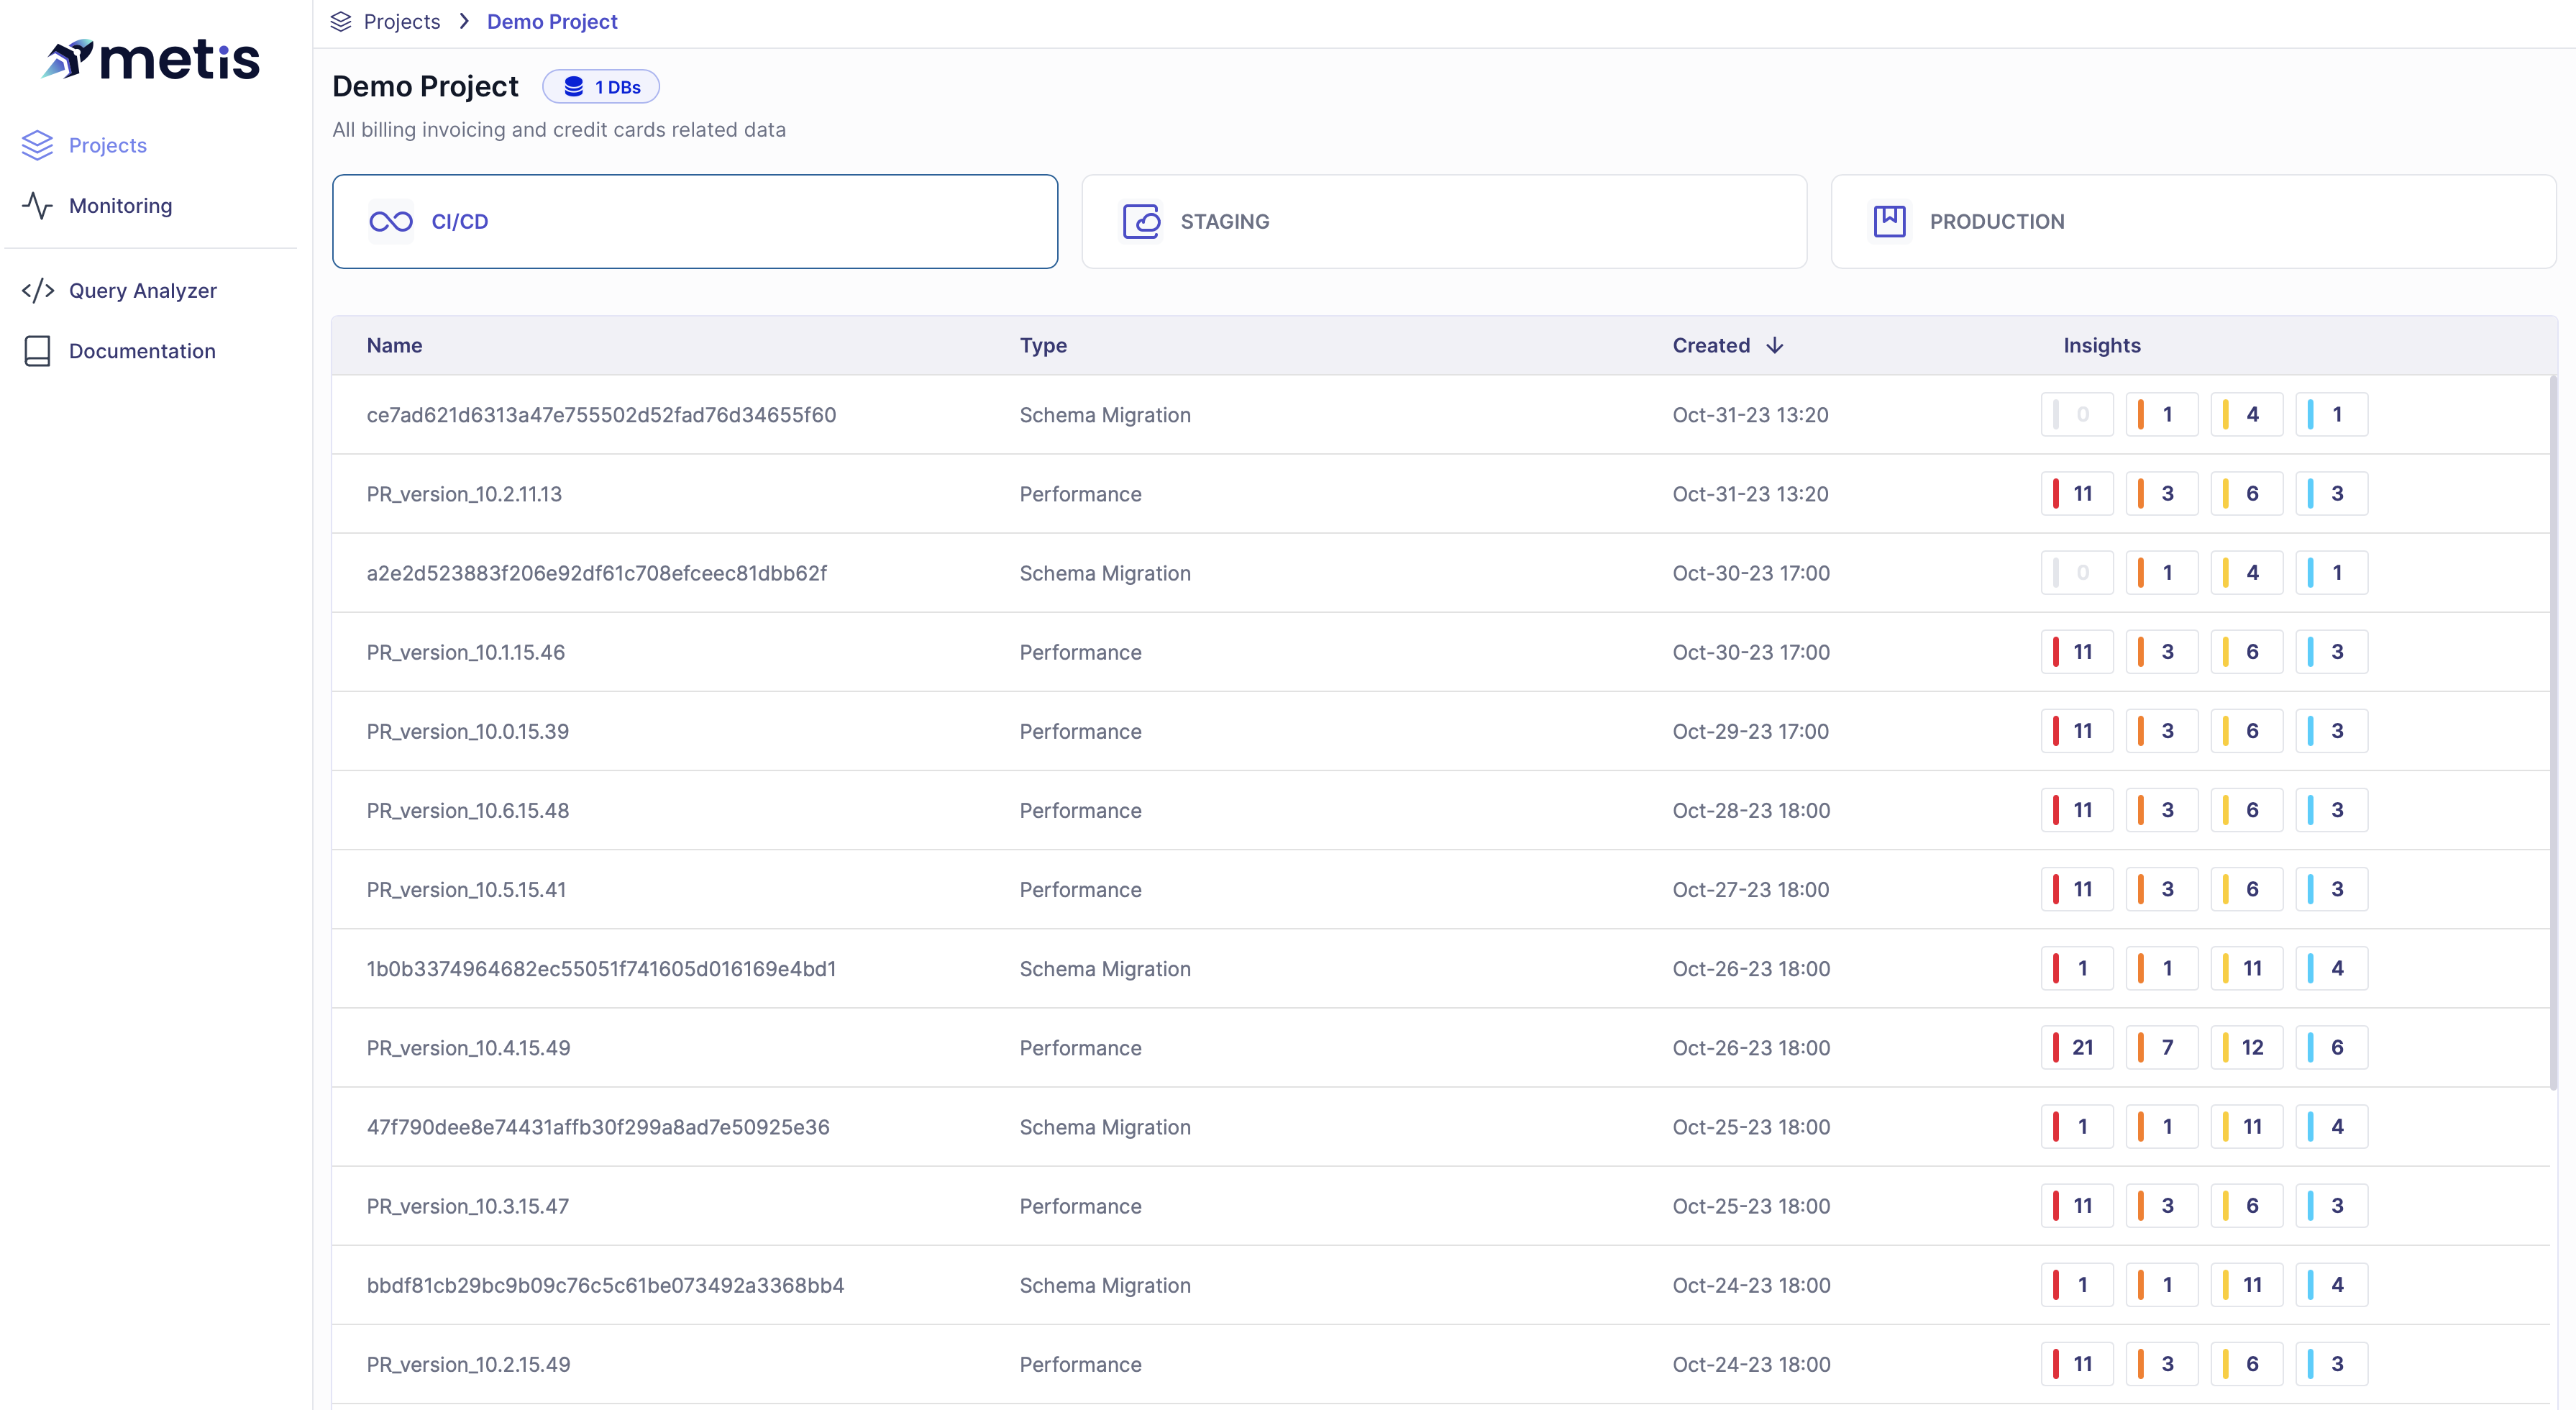 metis
Projects
Monitoring
Query Analyzer
Documentation
Projects > Demo Project
Demo Project 1 DBs
All billing invoicing and credit cards related data
CI/CD STAGING PRODUCTION
Name Type Created Insights
ce7ad621d6313a47e755502d52fad76d34655f60 Schema Migration Oct-31-23 13:20 0 1 4 1
PR_version_10.2.11.13 Performance Oct-31-23 13:20 11 3 6 3
a2e2d523883f206e92df61c708efceec81dbb62f Schema Migration Oct-30-23 17:00 0 1 4 1
PR_version_10.1.15.46 Performance Oct-30-23 17:00 11 3 6 3
PR_version_10.0.15.39 Performance Oct-29-23 17:00 11 3 6 3
PR_version_10.6.15.48 Performance Oct-28-23 18:00 11 3 6 3
PR_version_10.5.15.41 Performance Oct-27-23 18:00 11 3 6 3
1b0b3374964682ec55051f741605d016169e4bd1 Schema Migration Oct-26-23 18:00 1 1 11 4
PR_version_10.4.15.49 Performance Oct-26-23 18:00 21 7 12 6
47f790dee8e74431affb30f299a8ad7e50925e36 Schema Migration Oct-25-23 18:00 1 1 11 4
PR_version_10.3.15.47 Performance Oct-25-23 18:00 11 3 6 3
bbdf81cb29bc9b09c76c5c61be073492a3368bb4 Schema Migration Oct-24-23 18:00 1 1 11 4
PR_version_10.2.15.49 Performance Oct-24-23 18:00 11 3 6 3